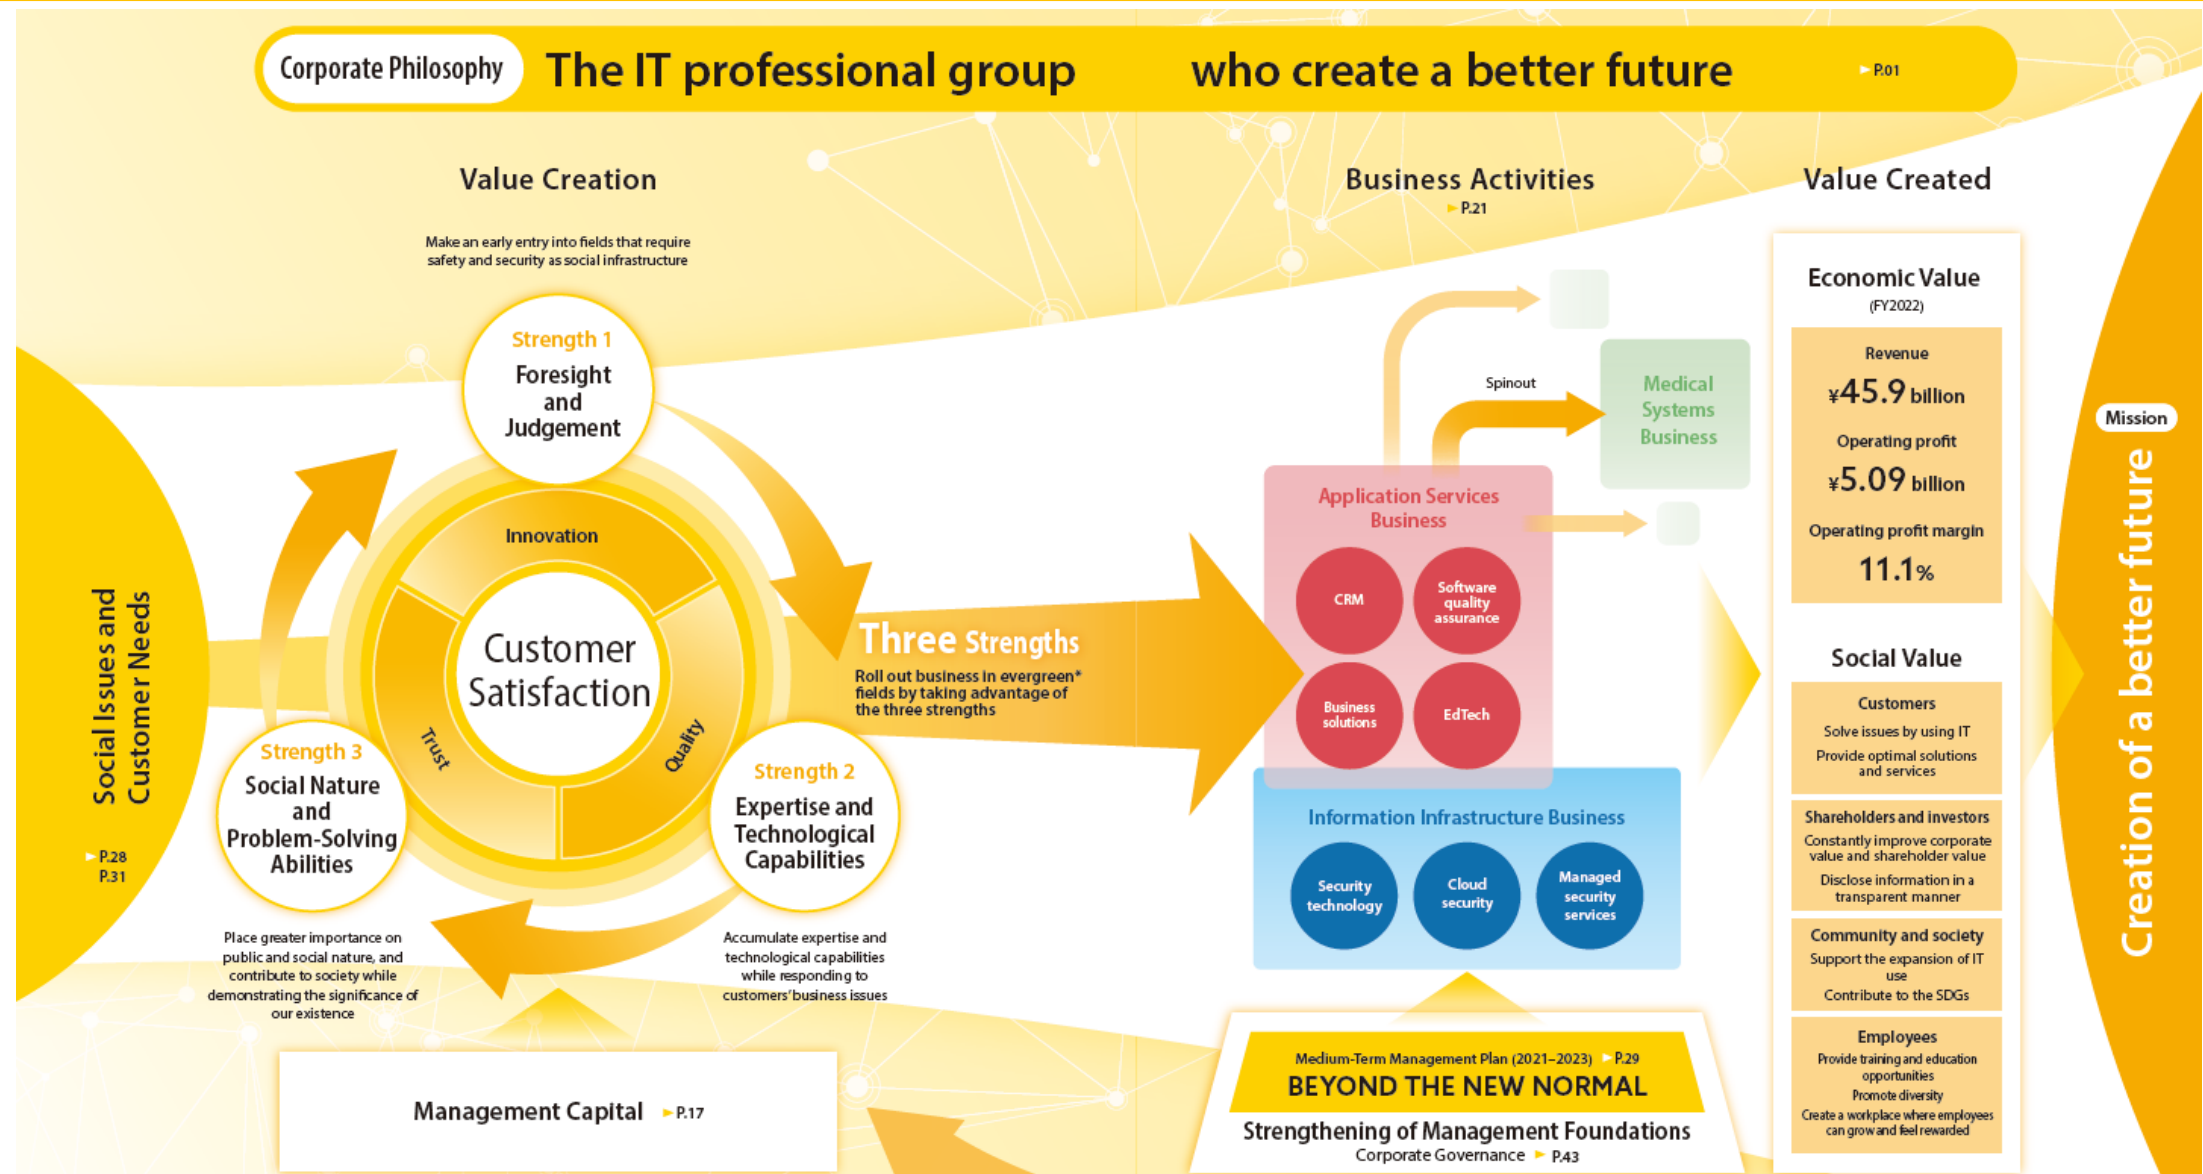 Corporate Philosophy
The IT professional group who create a better future
P.01
Value Creation
Make an early entry into fields that require
safety and security as social infrastructure
Strength 1
Foresight
and
Judgement
Innovation
Quality
Trust
Customer
Satisfaction
Strength 2
Expertise and
Technological
Capabilities
Accumulate expertise and
technological capabilities
while responding to
customers' business issues
Strength 3
Social Nature
and
Problem-Solving
Abilities
Place greater importance on
public and social nature, and
contribute to society while
demonstrating the significance of
our existence
Social Issues and
Customer Needs
P.28
P.31
Management Capital P.17
Three Strengths
Roll out business in evergreen*
fields by taking advantage of
the three strengths
Business Activities
P.21
Spinout
Medical
Systems
Business
Application Services
Business
CRM
Software
quality
assurance
Business
solutions
EdTech
Information Infrastructure Business
Security
technology
Cloud
security
Managed
security
services
Medium-Term Management Plan (2021–2023) P.29
BEYOND THE NEW NORMAL
Strengthening of Management Foundations
Corporate Governance P.43
Value Created
Economic Value
(FY2022)
Revenue
¥45.9 billion
Operating profit
¥5.09 billion
Operating profit margin
11.1%
Social Value
Customers
Solve issues by using IT
Provide optimal solutions
and services
Shareholders and investors
Constantly improve corporate
value and shareholder value
Disclose information in a
transparent manner
Community and society
Support the expansion of IT
use
Contribute to the SDGs
Employees
Provide training and education
opportunities
Promote diversity
Create a workplace where employees
can grow and feel rewarded
Mission
Creation of a better future